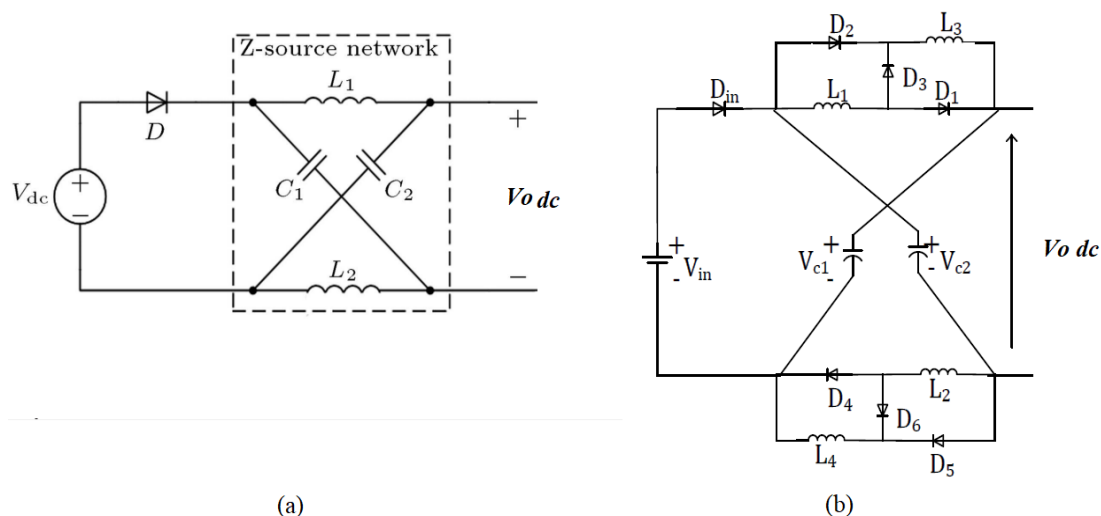 Z-source network
L1
D
C1
C2
Vdc
+
−
+
Vo dc
−
L2
(a)
D2
L3
D3
Din
L1
D1
+
-
Vin
Vc1
+
-
+
-
Vc2
Vo dc
D4
L2
D6
L4
D5
(b)